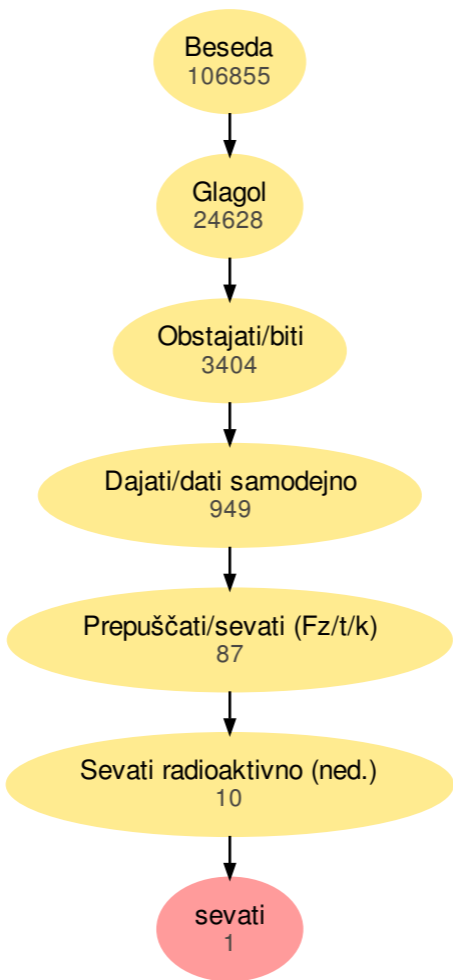 Beseda
106855
Glagol
24628
Obstajati/biti
3404
Dajati/dati samodejno
949
Prepuščati/sevati (Fz/t/k)
87
Sevati radioaktivno (ned.)
10
sevati
1